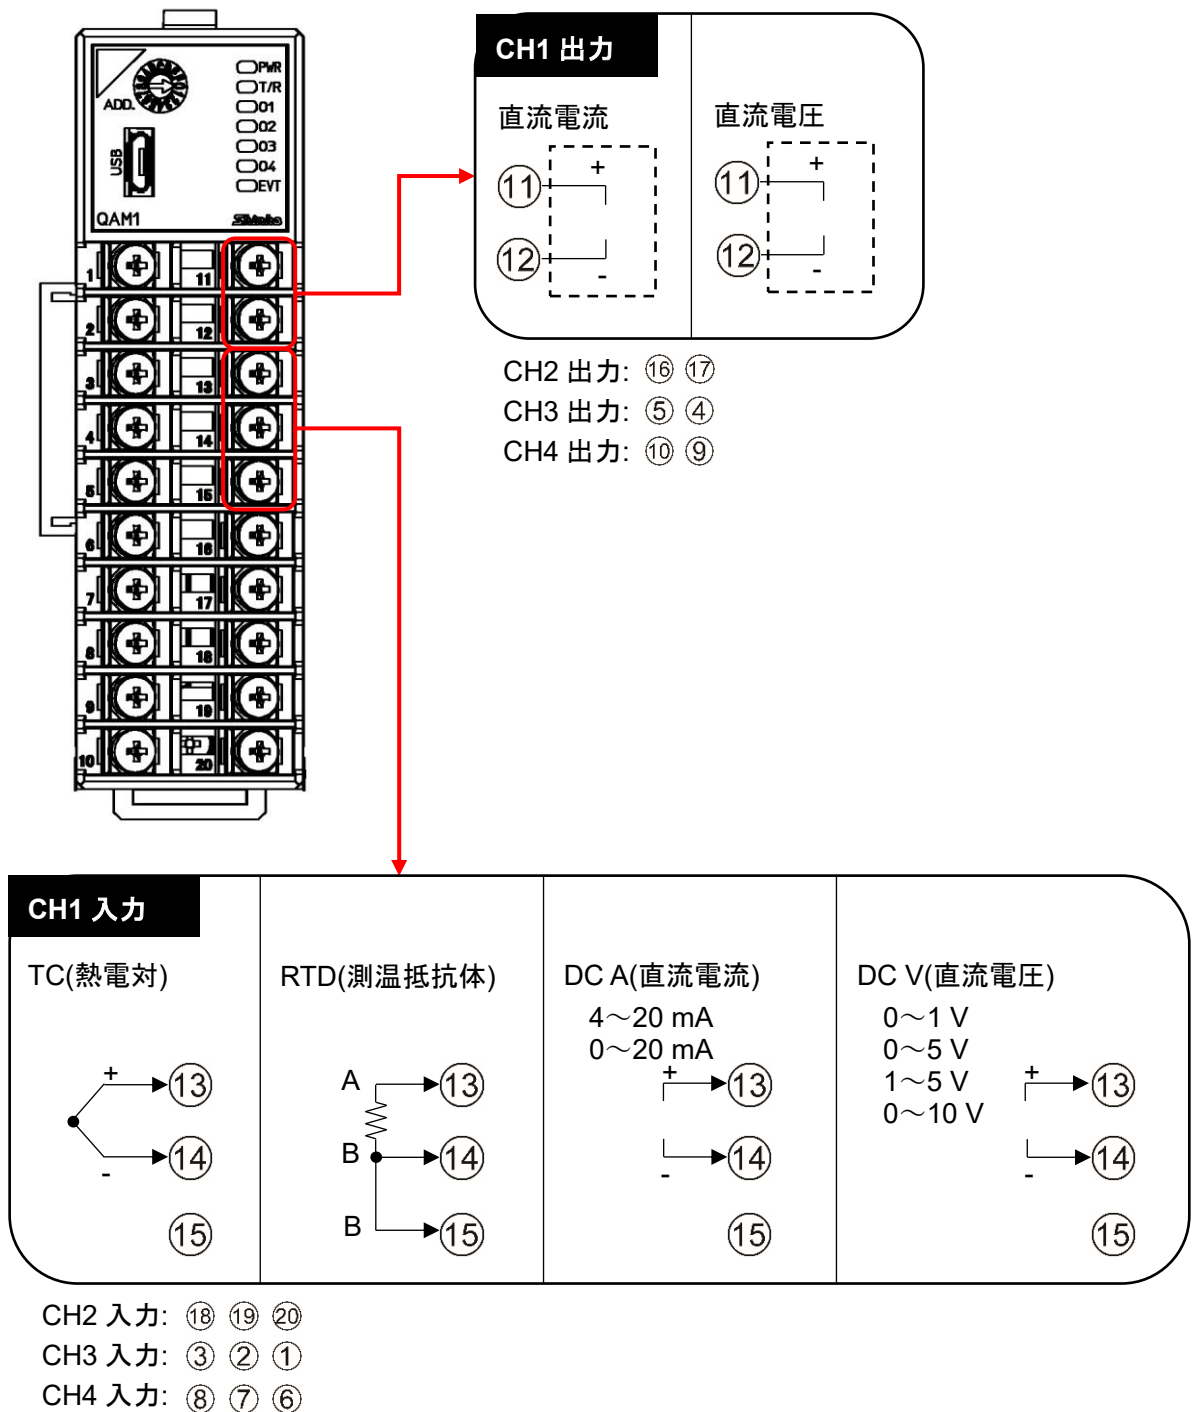 ADD.
USB
PWR
T/R
O1
O2
O3
O4
EVT
QAM1
Shinko
1 11
2 12
3 13
4 14
5 15
6 16
7 17
8 18
9 19
10 20
CH1 出力
直流電流
+
⑪
⑫
-
直流電圧
+
⑪
⑫
-
CH2 出力: ⑯ ⑰
CH3 出力: ⑤ ④
CH4 出力: ⑩ ⑨
CH1 入力
TC(熱電対)
+ ⑬
- ⑭
⑮
RTD(測温抵抗体)
A ⑬
B ⑭
B ⑮
DC A(直流電流)
4～20 mA
0～20 mA
+ ⑬
- ⑭
⑮
DC V(直流電圧)
0～1 V
0～5 V
1～5 V
0～10 V
+ ⑬
- ⑭
⑮
CH2 入力: ⑱ ⑲ ⑳
CH3 入力: ③ ② ①
CH4 入力: ⑧ ⑦ ⑥